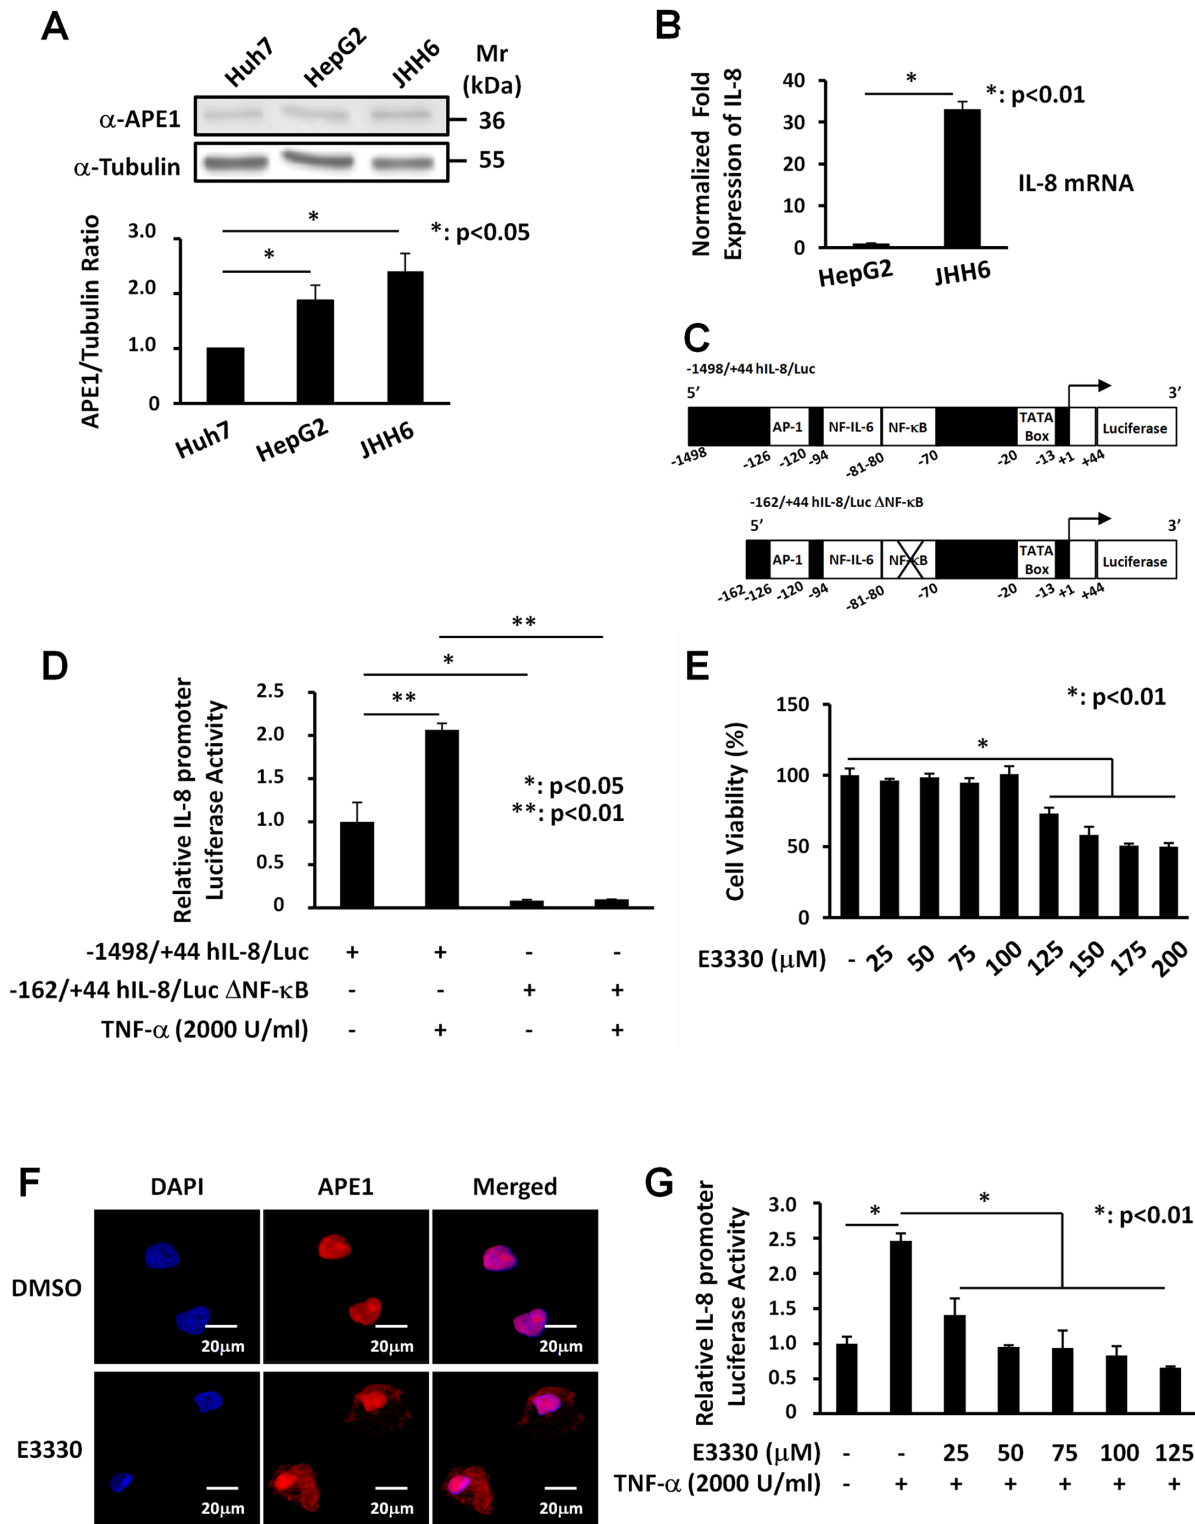 A
Huh7 HepG2 JHH6 Mr (kDa)
α-APE1 36
α-Tubulin 55
APE1/Tubulin Ratio
3.0
2.0
1.0
0
* *
*: p<0.05
Huh7 HepG2 JHH6
B
Normalized Fold
Expression of IL-8
40
30
20
10
0
*
*: p<0.01
IL-8 mRNA
HepG2 JHH6
C
-1498/+44 hIL-8/Luc
5’ 3’
AP-1 NF-IL-6 NF-κB TATA Box Luciferase
-1498 -126 -120 -94 -81 -80 -70 -20 -13 +1 +44
-162/+44 hIL-8/Luc ΔNF-κB
5’ 3’
AP-1 NF-IL-6 NF-κB TATA Box Luciferase
-162 -126 -120 -94 -81 -80 -70 -20 -13 +1 +44
D
Relative IL-8 promoter
Luciferase Activity
2.5
2.0
1.5
1.0
0.5
0
**
*
**
*: p<0.05
**: p<0.01
-1498/+44 hIL-8/Luc + + - -
-162/+44 hIL-8/Luc ΔNF-κB - - + +
TNF-α (2000 U/ml) - + - +
E
Cell Viability (%)
150
100
50
0
*
*: p<0.01
E3330 (μM) - 25 50 75 100 125 150 175 200
F
DAPI APE1 Merged
DMSO
20μm 20μm 20μm
E3330
20μm 20μm 20μm
G
Relative IL-8 promoter
Luciferase Activity
3.0
2.5
2.0
1.5
1.0
0.5
0
* *
*: p<0.01
E3330 (μM) - - 25 50 75 100 125
TNF-α (2000 U/ml) - + + + + + +